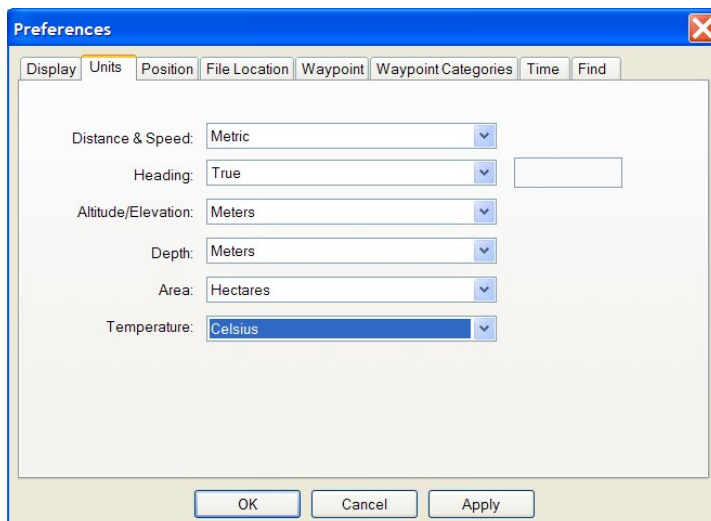 Preferences
Display Units Position File Location Waypoint Waypoint Categories Time Find
Distance & Speed: Metric
Heading: True
Altitude/Elevation: Meters
Depth: Meters
Area: Hectares
Temperature: Celsius
OK Cancel Apply